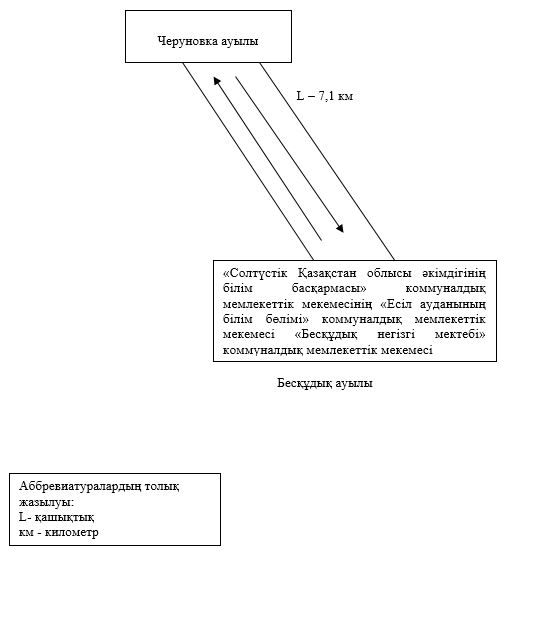 Черуновка ауылы
L – 7,1 км
«Солтүстік Қазақстан облысы әкімдігінің
білім басқармасы» коммуналдық
мемлекеттік мекемесінің «Есіл ауданының
білім бөлімі» коммуналдық мемлекеттік
мекемесі «Бесқұдық негізгі мектебі»
коммуналдық мемлекеттік мекемесі
Бесқұдық ауылы
Аббревиатуралардың толық
жазылуы:
L- қашықтық
км - километр